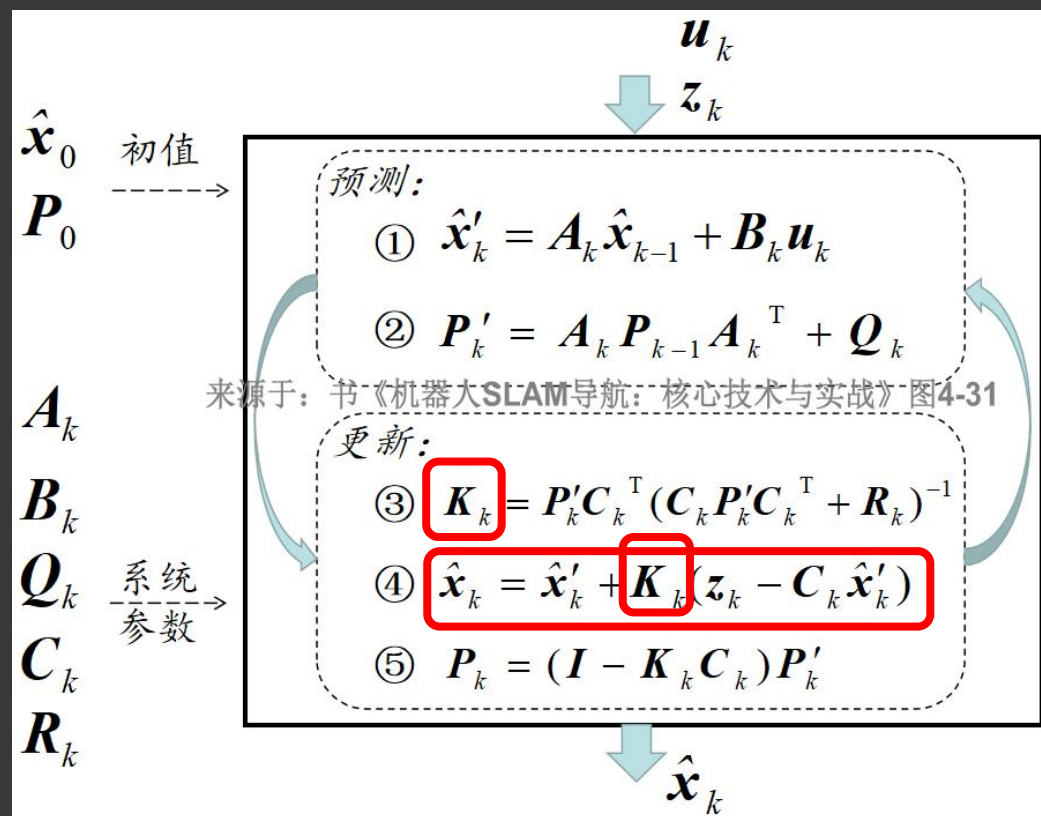 u_k
z_k
x̂_0
初值
P_0
预测:
① x̂′_k = A_k x̂_{k-1} + B_k u_k
② P′_k = A_k P_{k-1} A_k^T + Q_k
来源于：书《机器人SLAM导航：核心技术与实战》图4-31
更新:
③ K_k = P′_k C_k^T (C_k P′_k C_k^T + R_k)^{-1}
④ x̂_k = x̂′_k + K_k (z_k − C_k x̂′_k)
⑤ P_k = (I − K_k C_k) P′_k
A_k
B_k
Q_k
系统
参数
C_k
R_k
x̂_k